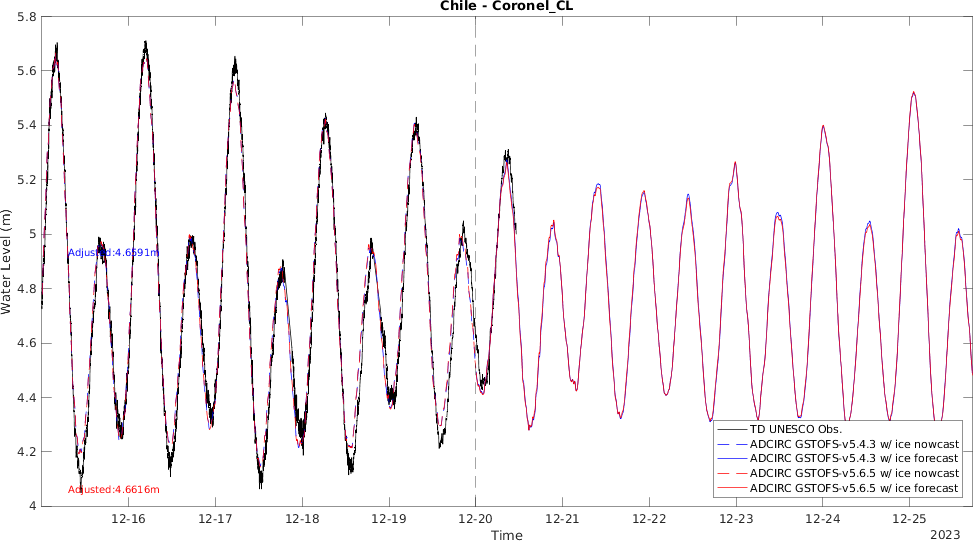 Chile - Coronel_CL
5.8
5.6
5.4
5.2
5
4.8
4.6
4.4
4.2
4
Water Level (m)
Adjusted:4.6591m
Adjusted:4.6616m
TD UNESCO Obs.
ADCIRC GSTOFS-v5.4.3 w/ ice nowcast
ADCIRC GSTOFS-v5.4.3 w/ ice forecast
ADCIRC GSTOFS-v5.6.5 w/ ice nowcast
ADCIRC GSTOFS-v5.6.5 w/ ice forecast
12-16 12-17 12-18 12-19 12-20 12-21 12-22 12-23 12-24 12-25
Time
2023